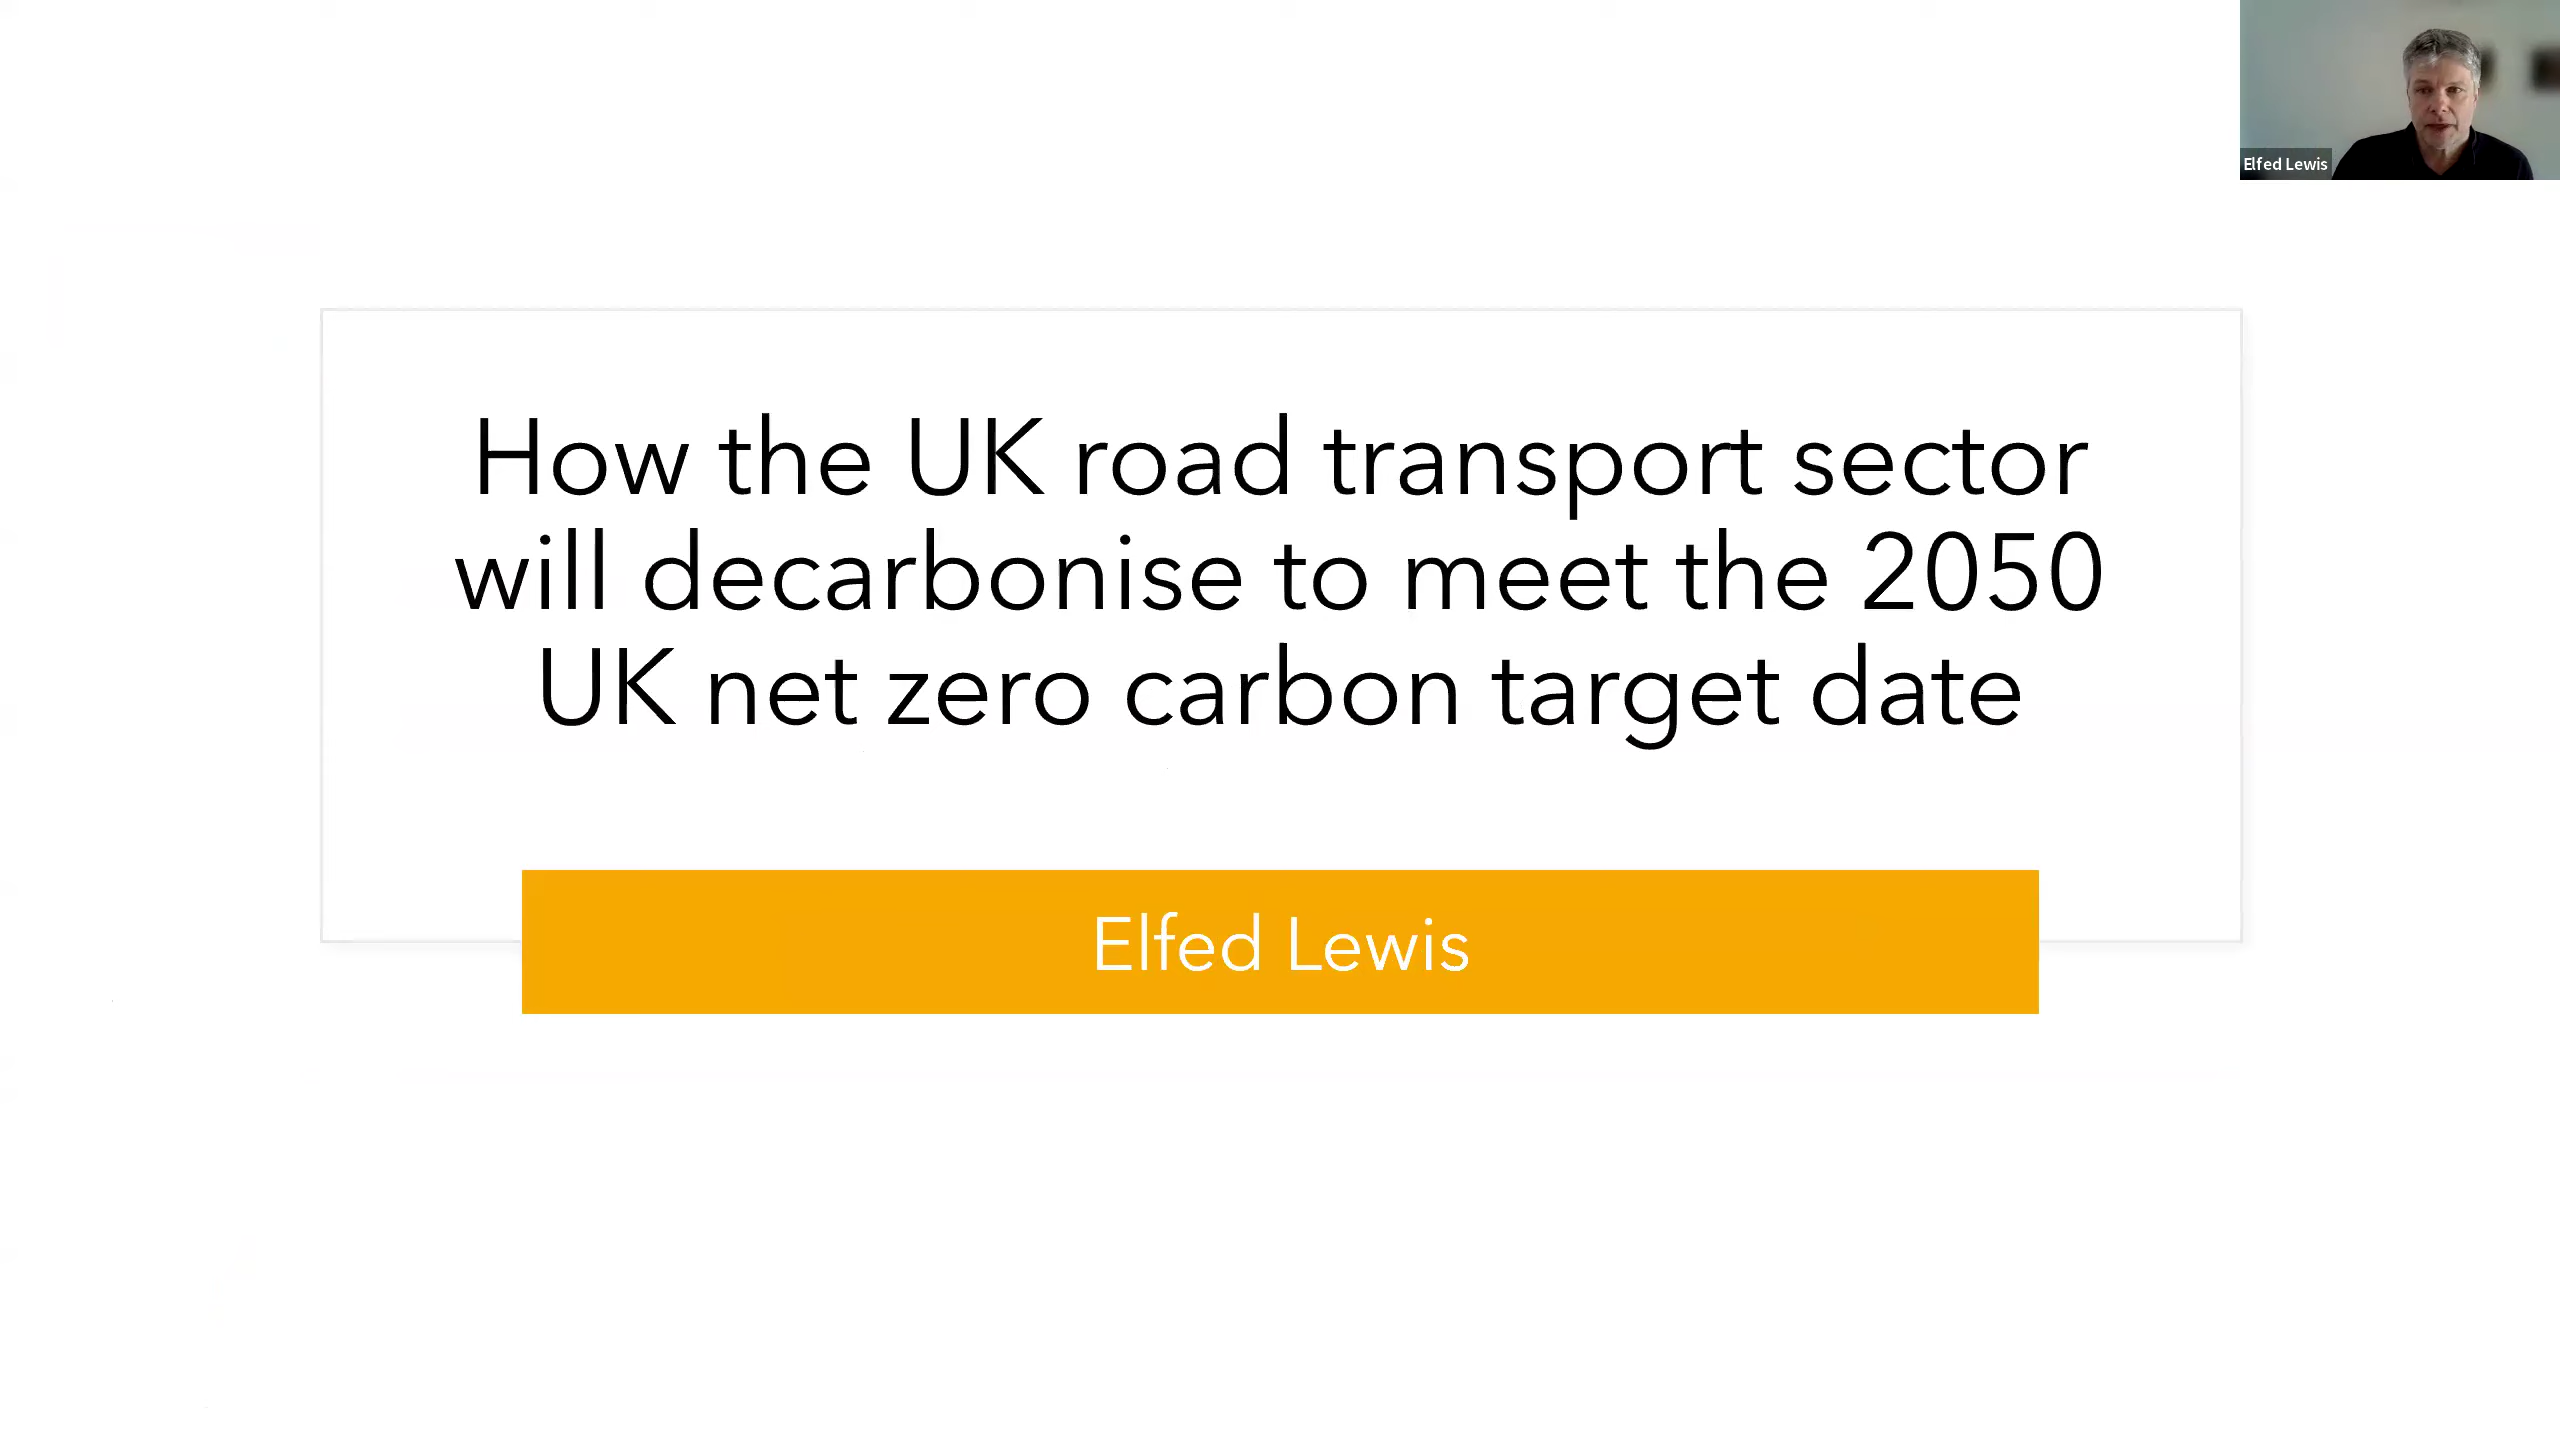 Elfed Lewis
How the UK road transport sector
will decarbonise to meet the 2050
UK net zero carbon target date
Elfed Lewis